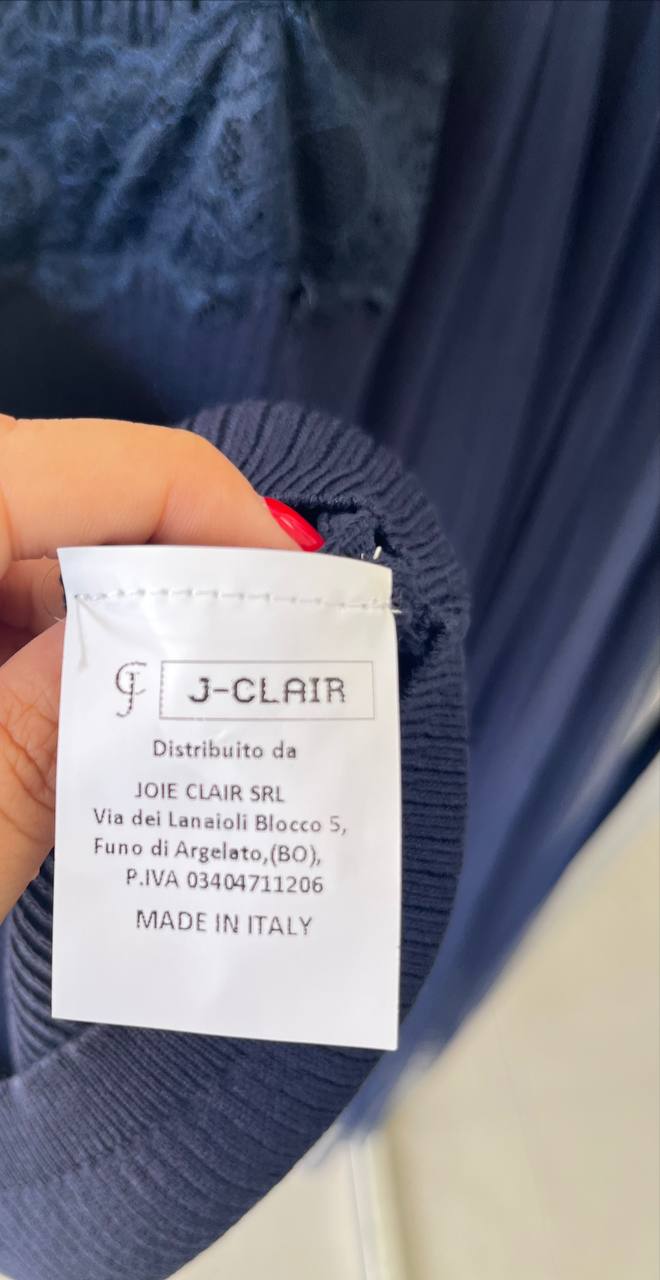 J-CLAIR
Distribuito da
JOIE CLAIR SRL
Via dei Lanaioli Blocco 5,
Funo di Argelato,(BO),
P.IVA 03404711206
MADE IN ITALY